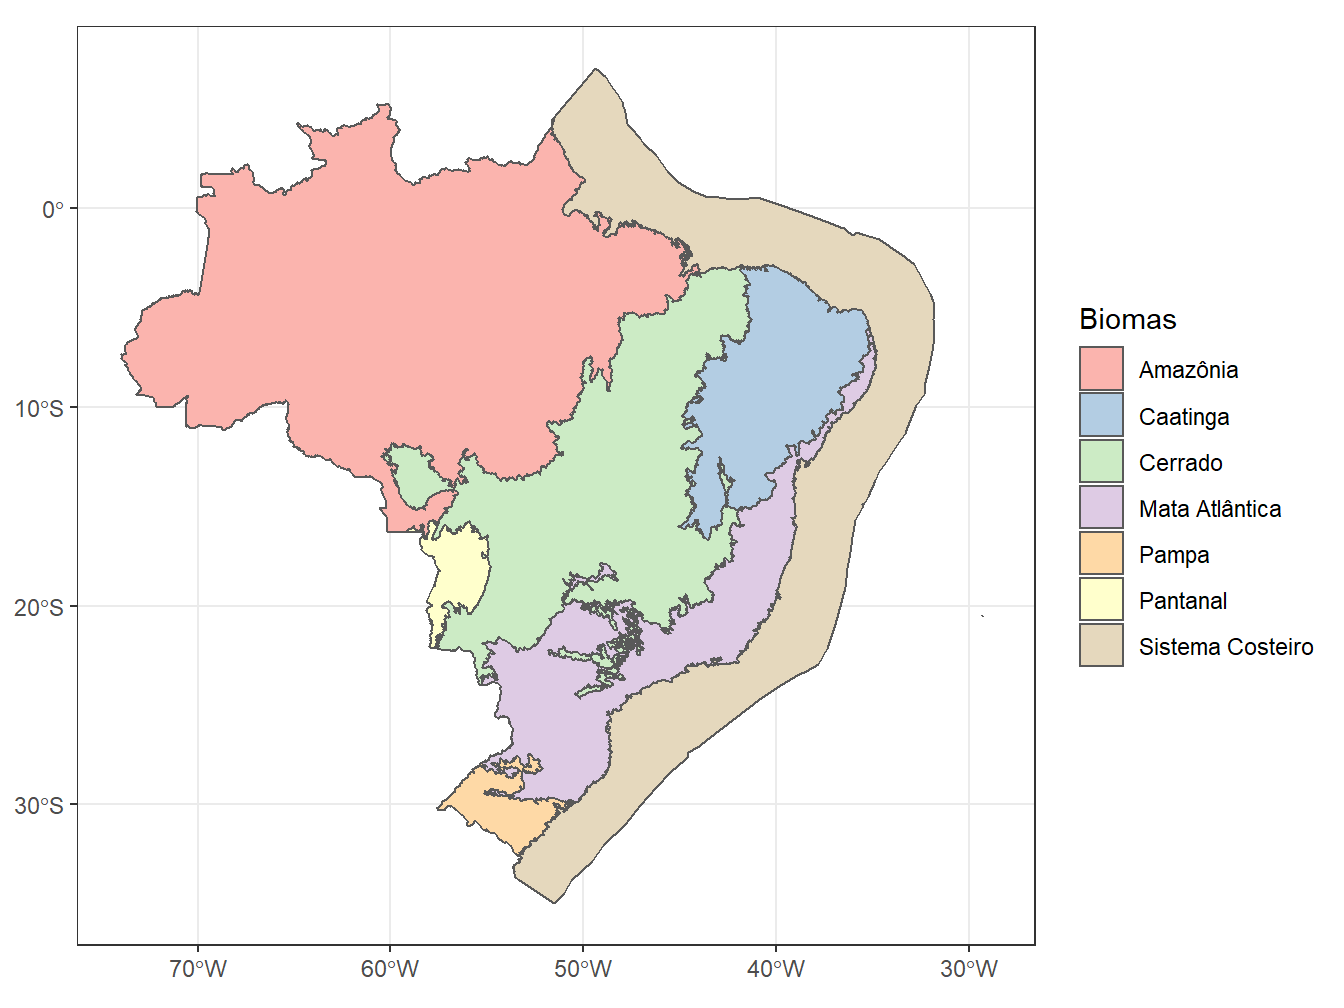 0°
10°S
20°S
30°S
70°W
60°W
50°W
40°W
30°W
Biomas
Amazônia
Caatinga
Cerrado
Mata Atlântica
Pampa
Pantanal
Sistema Costeiro